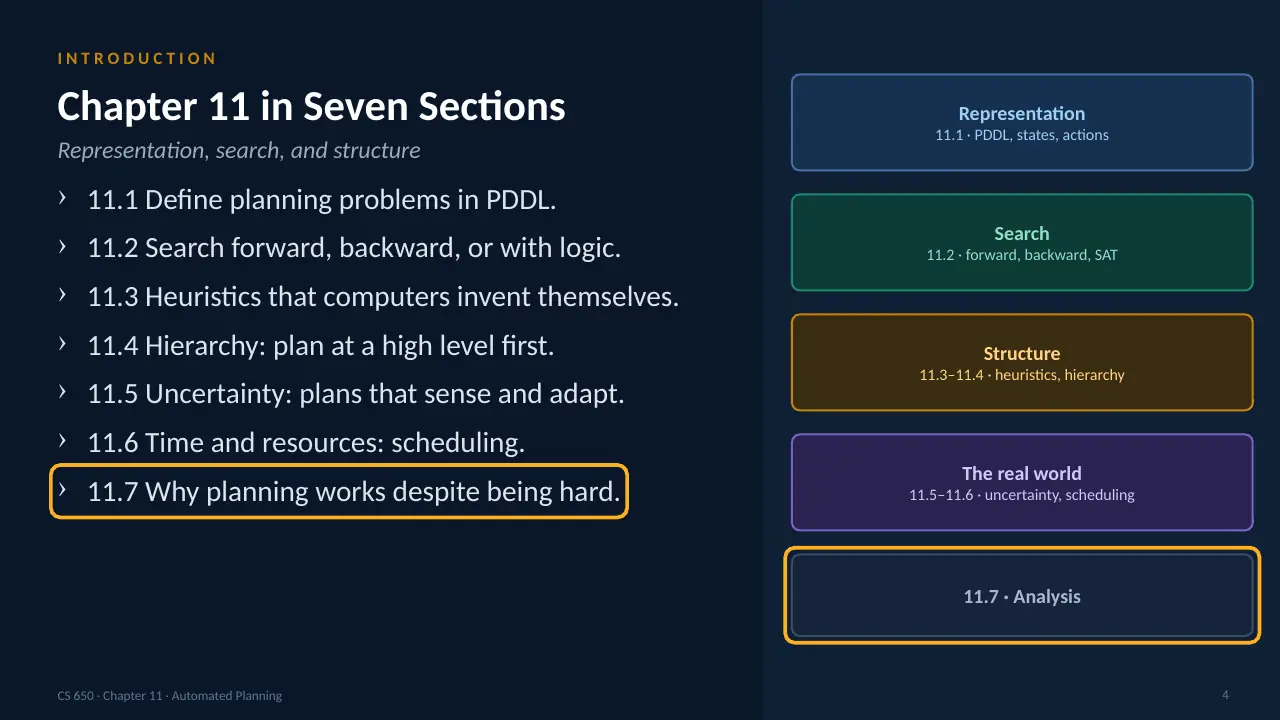 INTRODUCTION
Chapter 11 in Seven Sections
Representation, search, and structure
› 11.1 Define planning problems in PDDL.
› 11.2 Search forward, backward, or with logic.
› 11.3 Heuristics that computers invent themselves.
› 11.4 Hierarchy: plan at a high level first.
› 11.5 Uncertainty: plans that sense and adapt.
› 11.6 Time and resources: scheduling.
› 11.7 Why planning works despite being hard.
Representation
11.1 · PDDL, states, actions
Search
11.2 · forward, backward, SAT
Structure
11.3–11.4 · heuristics, hierarchy
The real world
11.5–11.6 · uncertainty, scheduling
11.7 · Analysis
CS 650 · Chapter 11 · Automated Planning
4